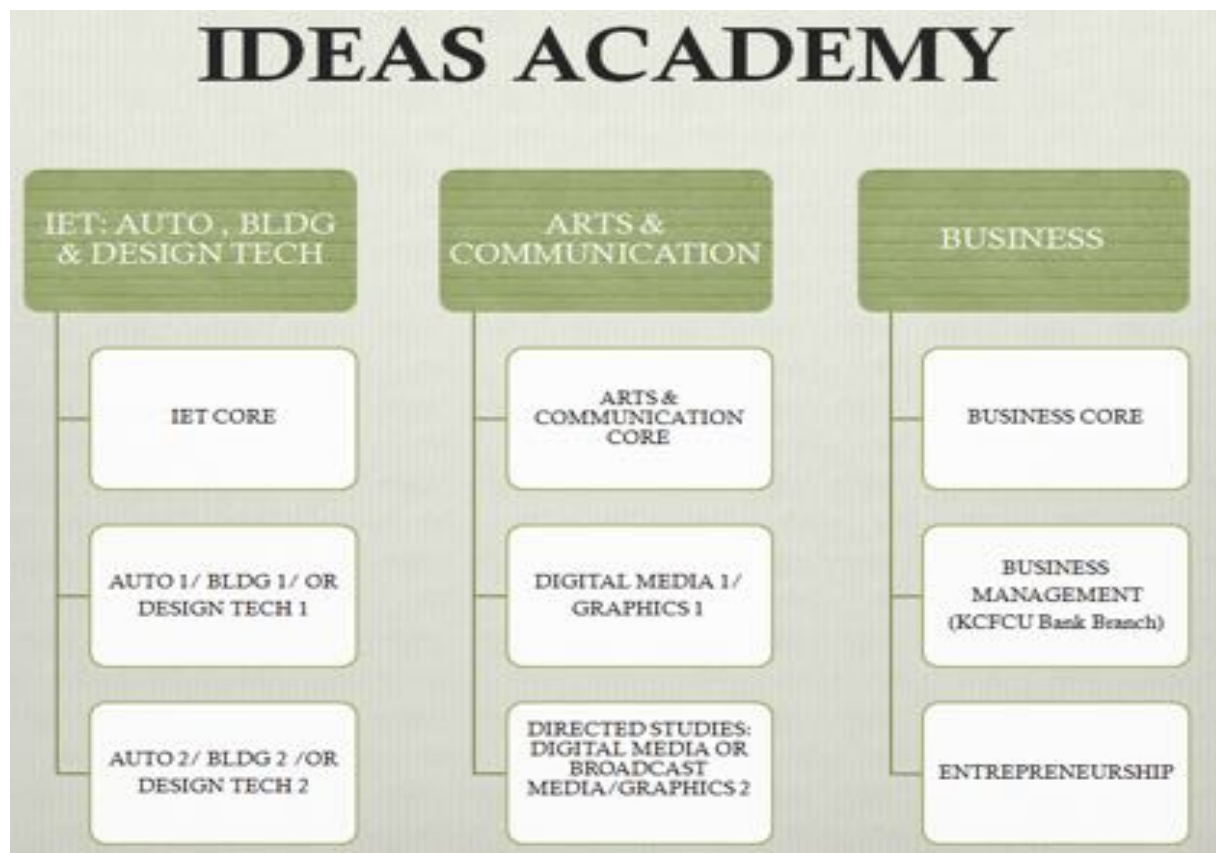 IDEAS ACADEMY
IET: AUTO , BLDG
& DESIGN TECH
IET CORE
AUTO 1/ BLDG 1/ OR
DESIGN TECH 1
AUTO 2/ BLDG 2 /OR
DESIGN TECH 2
ARTS &
COMMUNICATION
ARTS &
COMMUNICATION
CORE
DIGITAL MEDIA 1/
GRAPHICS 1
DIRECTED STUDIES:
DIGITAL MEDIA OR
BROADCAST
MEDIA/GRAPHICS 2
BUSINESS
BUSINESS CORE
BUSINESS
MANAGEMENT
(KCFCU Bank Branch)
ENTREPRENEURSHIP